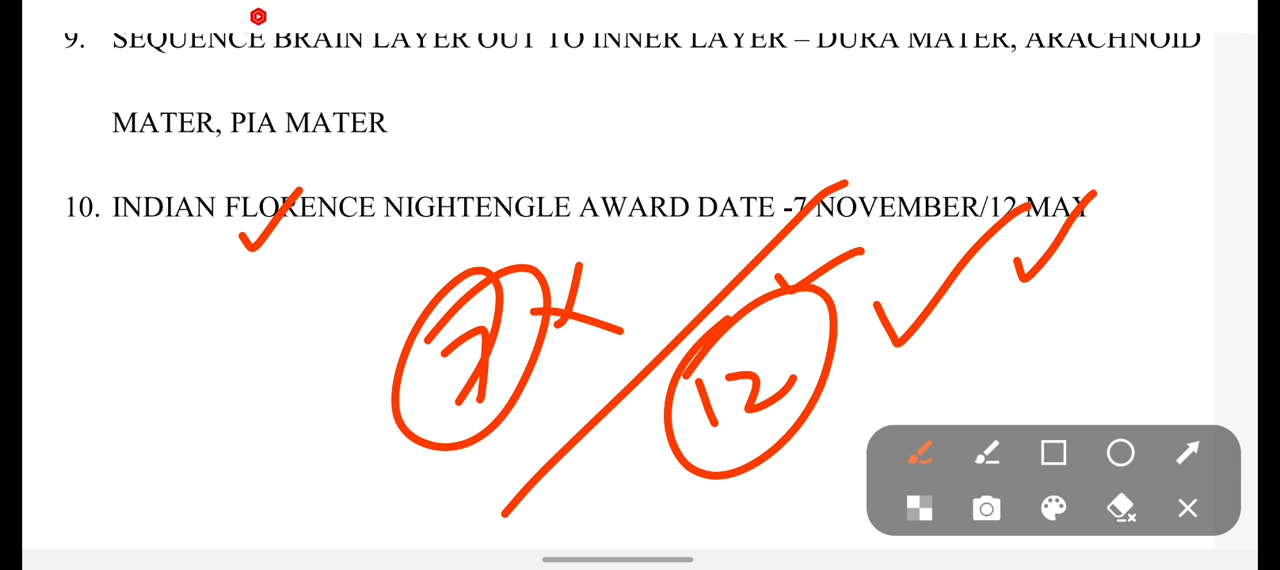 9. SEQUENCE BRAIN LAYER OUT TO INNER LAYER – DURA MATER, ARACHNOID
MATER, PIA MATER
10. INDIAN FLORENCE NIGHTENGLE AWARD DATE -7 NOVEMBER/12 MAY
7 / 12